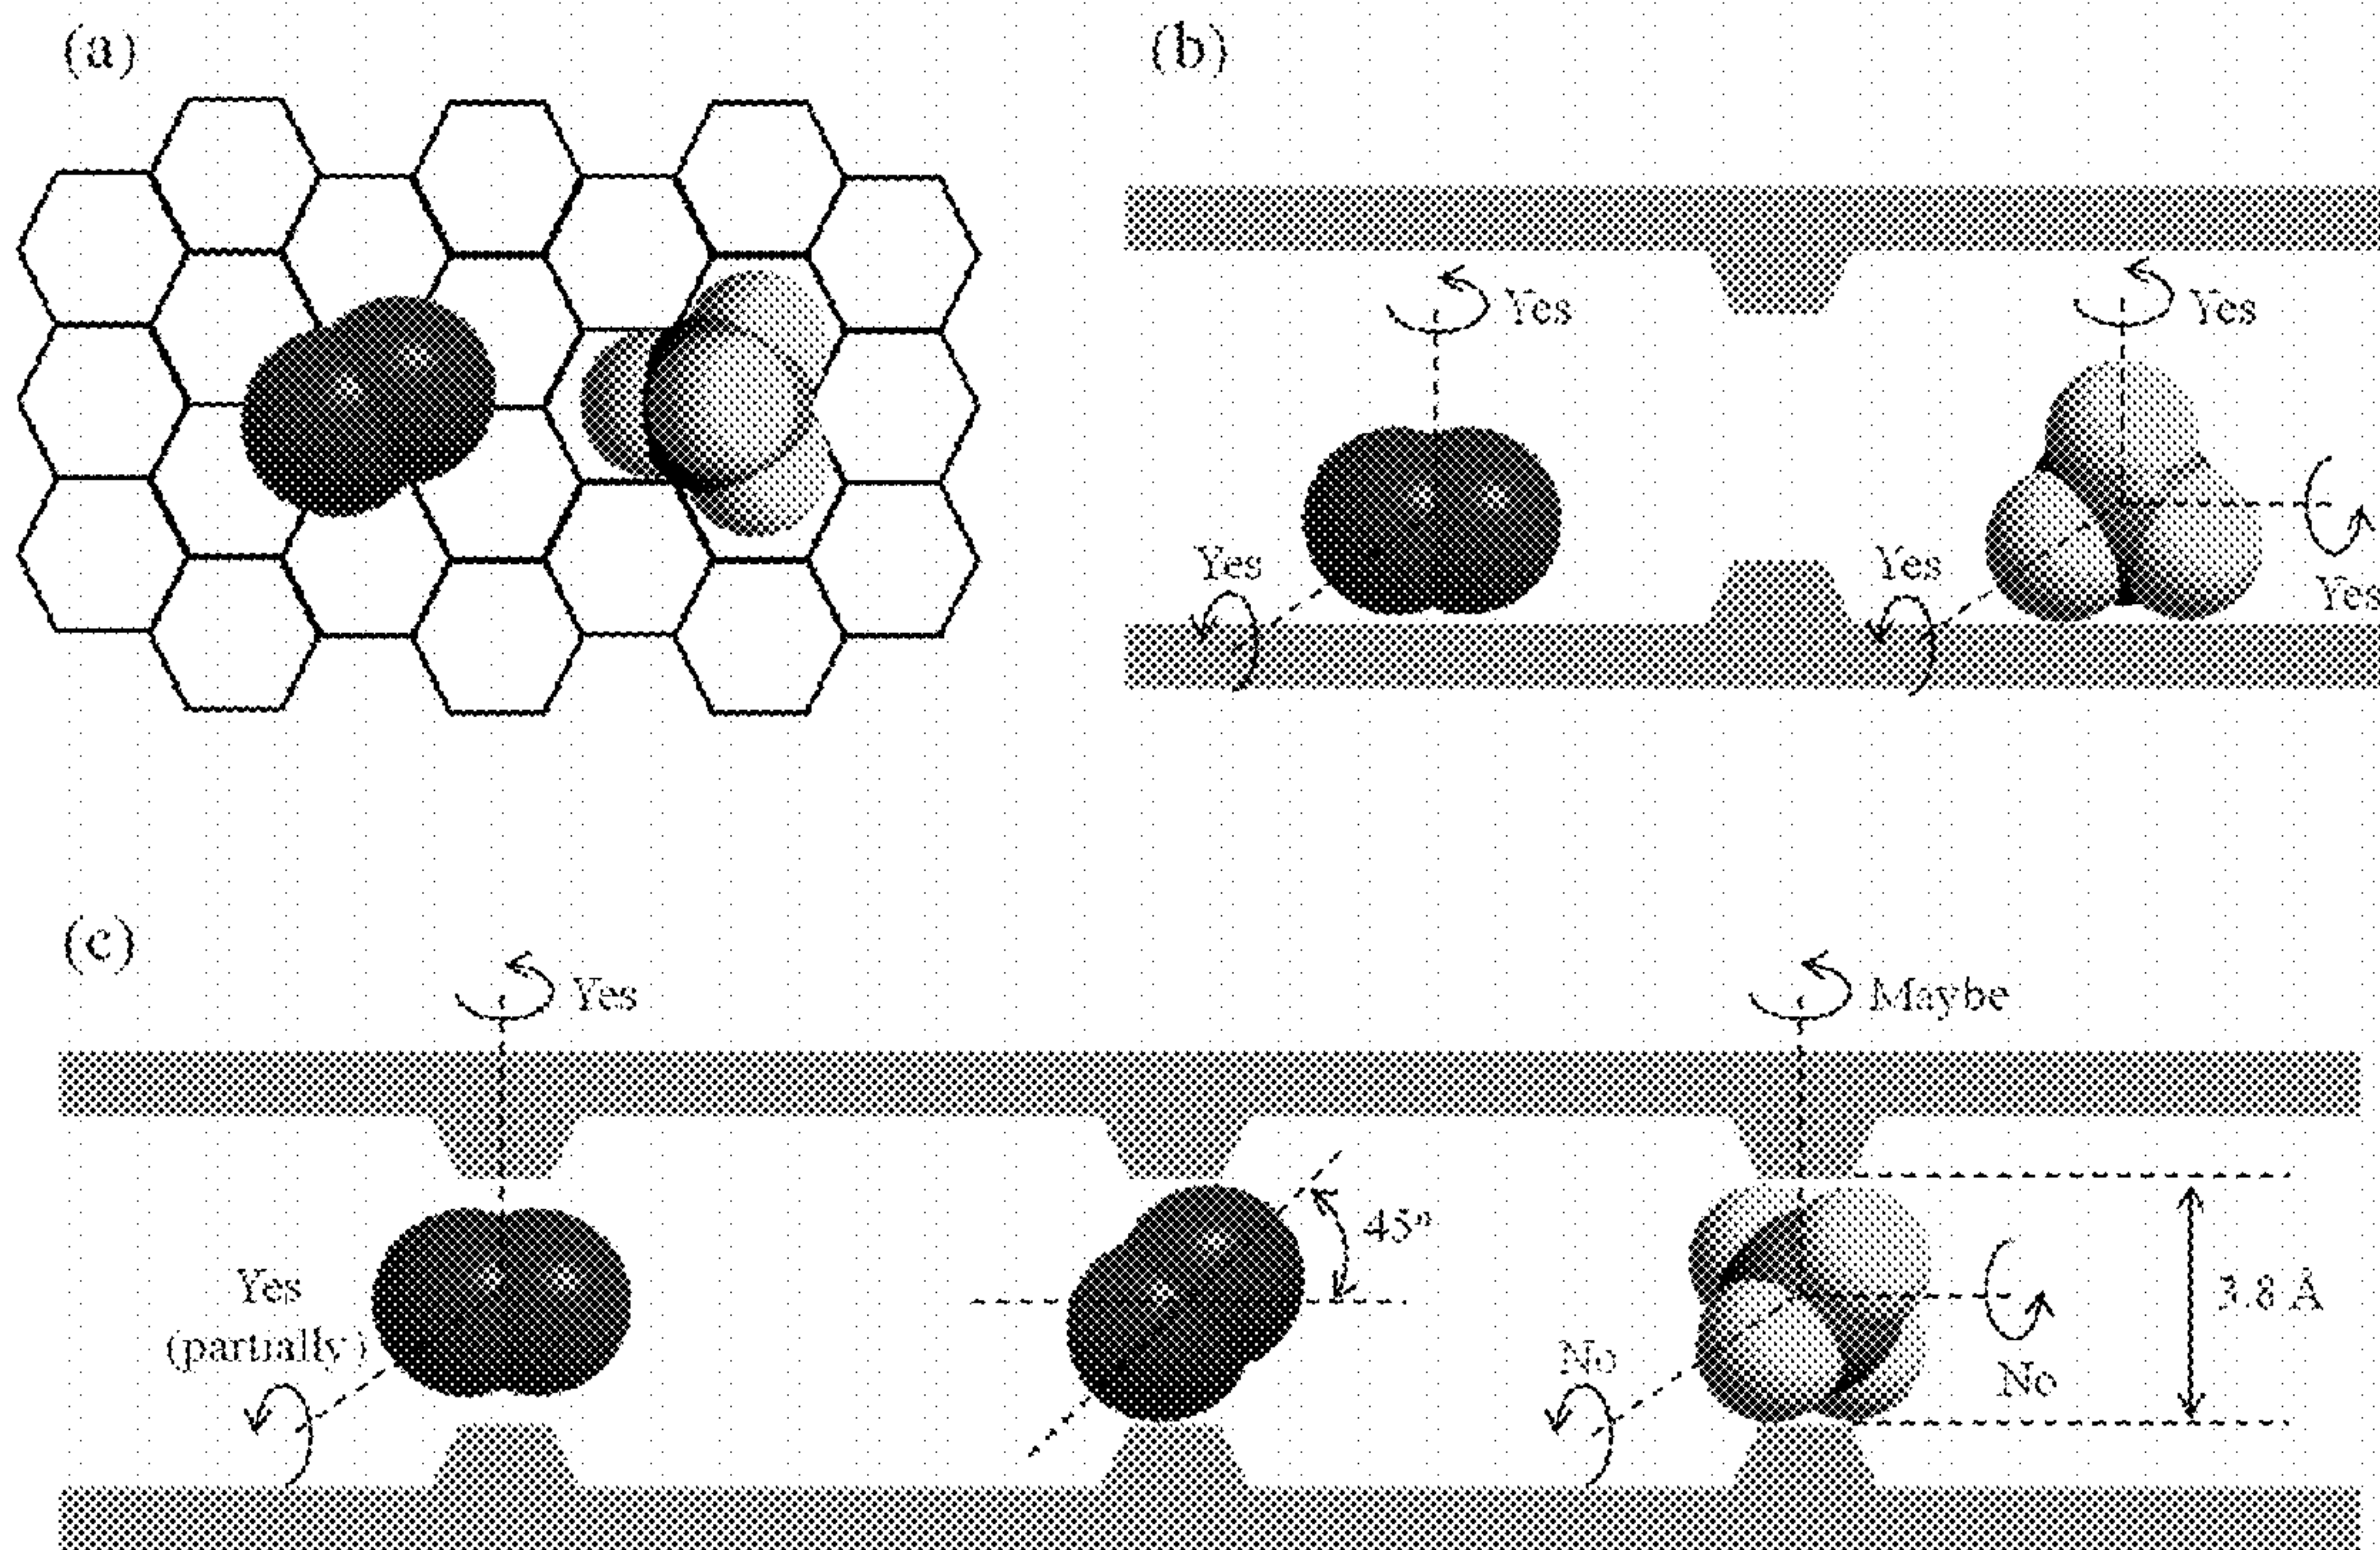 (a)
(b)
Yes
Yes
Yes
Yes
Yes
(c)
Yes
Maybe
Yes
(partially)
45°
No
No
3.8 Å